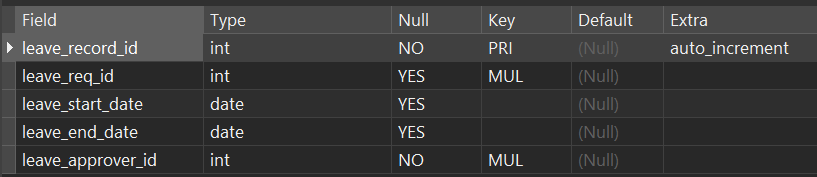 Field Type Null Key Default Extra
leave_record_id int NO PRI (Null) auto_increment
leave_req_id int YES MUL (Null)
leave_start_date date YES (Null)
leave_end_date date YES (Null)
leave_approver_id int NO MUL (Null)